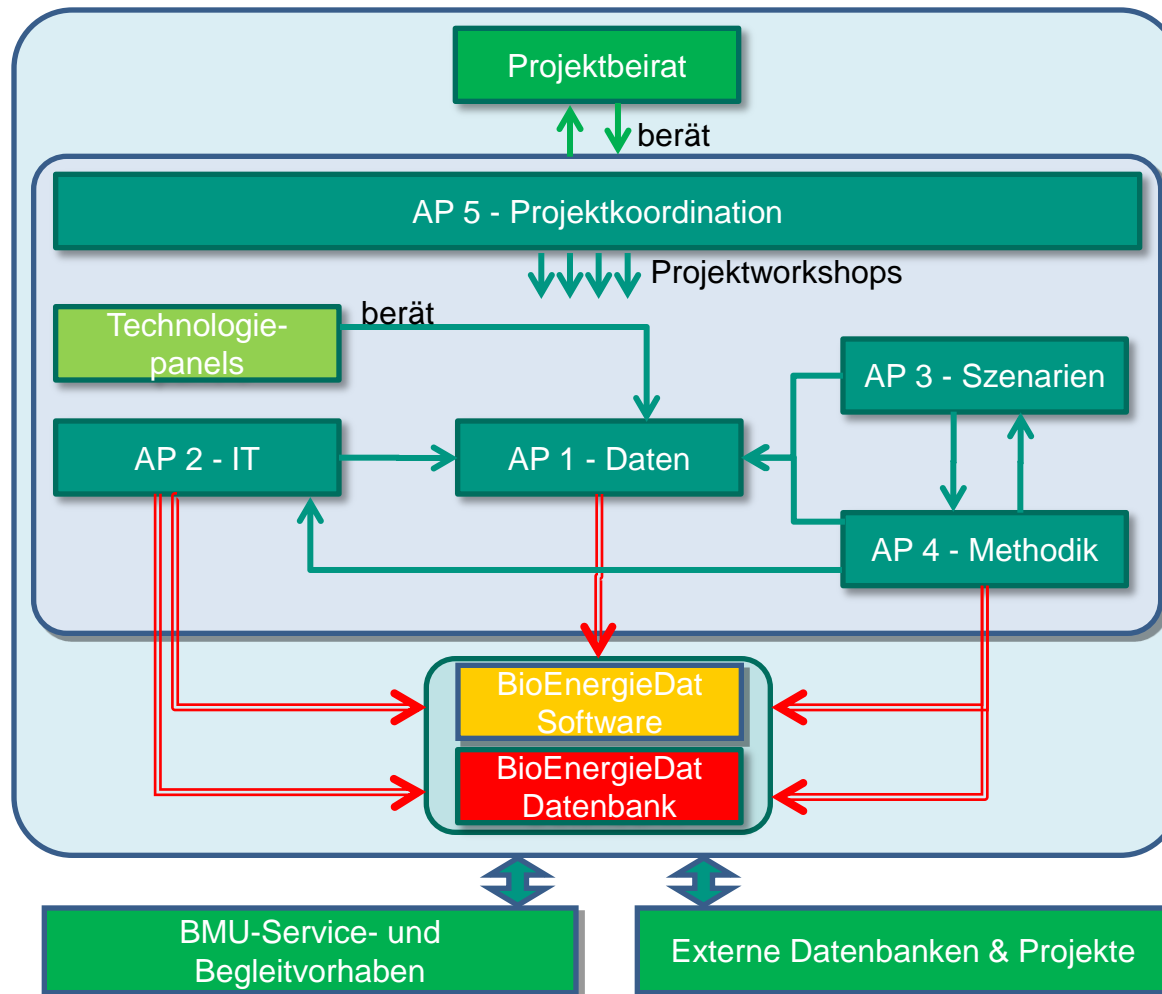 Projektbeirat
berät
AP 5 - Projektkoordination
Projektworkshops
berät
Technologie-
panels
AP 3 - Szenarien
AP 2 - IT
AP 1 - Daten
AP 4 - Methodik
BioEnergieDat
Software
BioEnergieDat
Datenbank
BMU-Service- und
Begleitvorhaben
Externe Datenbanken & Projekte